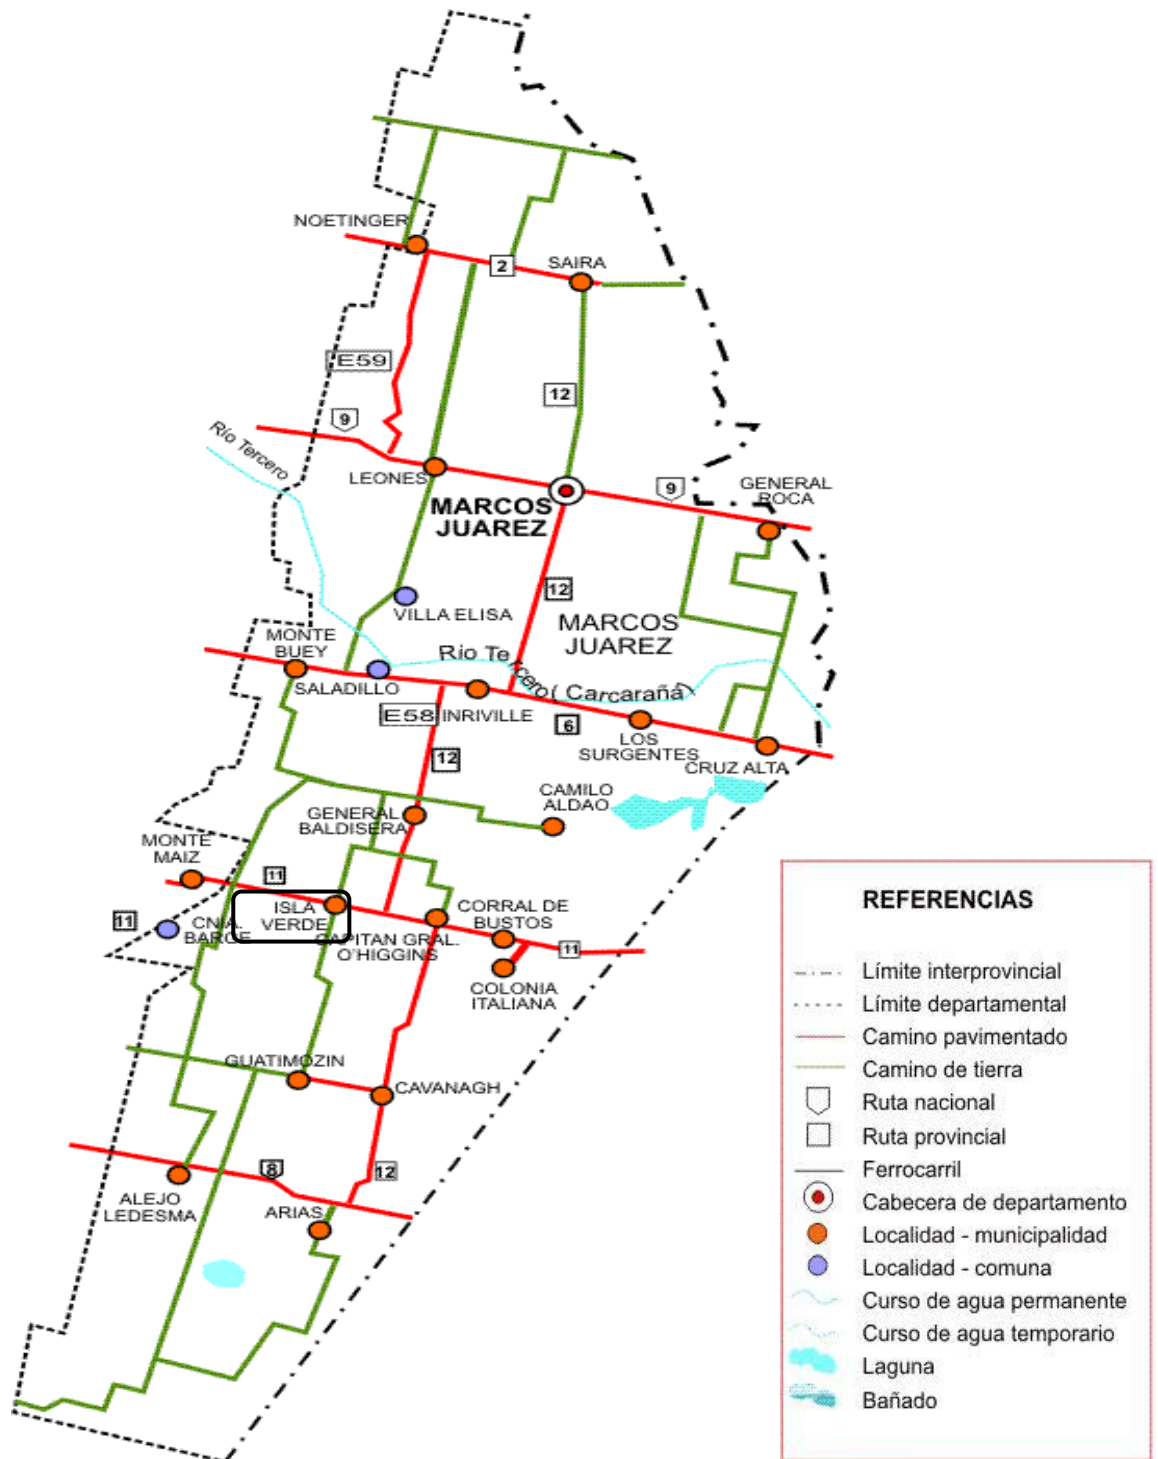 NOETINGER
2
SAIRA
E59
12
9
Río Tercero
LEONES
MARCOS
JUAREZ
9
GENERAL
ROCA
12
VILLA ELISA
MARCOS
JUAREZ
MONTE
BUEY
Río Tercero ( Carcaraña)
SALADILLO
E58
INRIVILLE
6
LOS
SURGENTES
CRUZ ALTA
12
CAMILO
ALDAO
GENERAL
BALDISERA
MONTE
MAIZ
11
ISLA
VERDE
11
CNIA.
BARGE
CORRAL DE
BUSTOS
CAPITAN GRAL.
O'HIGGINS
11
COLONIA
ITALIANA
GUATIMOZIN
CAVANAGH
8
12
ALEJO
LEDESMA
ARIAS
REFERENCIAS
Límite interprovincial
Límite departamental
Camino pavimentado
Camino de tierra
Ruta nacional
Ruta provincial
Ferrocarril
Cabecera de departamento
Localidad - municipalidad
Localidad - comuna
Curso de agua permanente
Curso de agua temporario
Laguna
Bañado